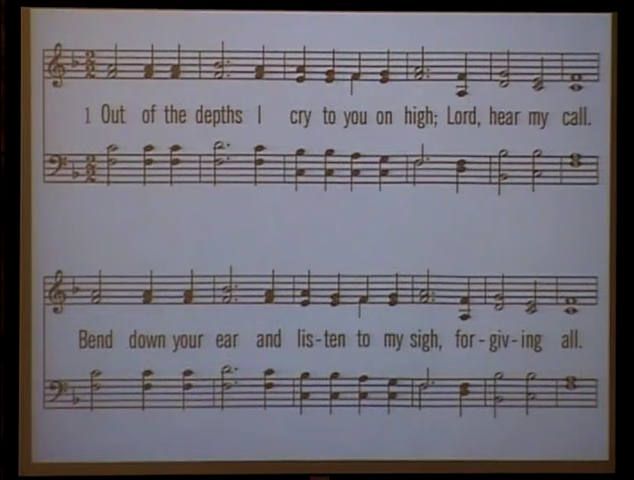 1 Out of the depths I cry to you on high; Lord, hear my call.
Bend down your ear and lis-ten to my sigh, for-giv-ing all.